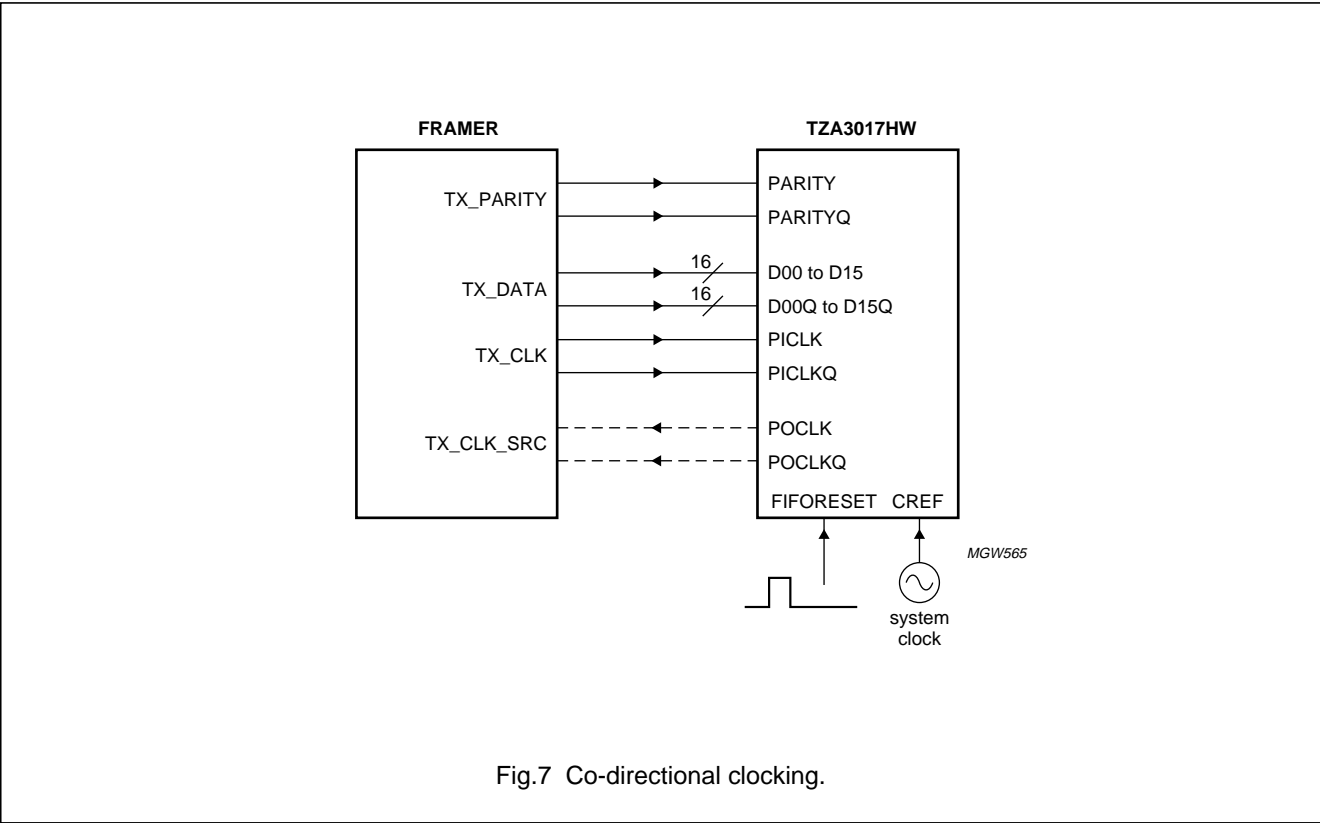 FRAMER
TZA3017HW
TX_PARITY
PARITY
PARITYQ
TX_DATA
16
D00 to D15
16
D00Q to D15Q
TX_CLK
PICLK
PICLKQ
TX_CLK_SRC
POCLK
POCLKQ
FIFORESET CREF
MGW565
system
clock
Fig.7 Co-directional clocking.